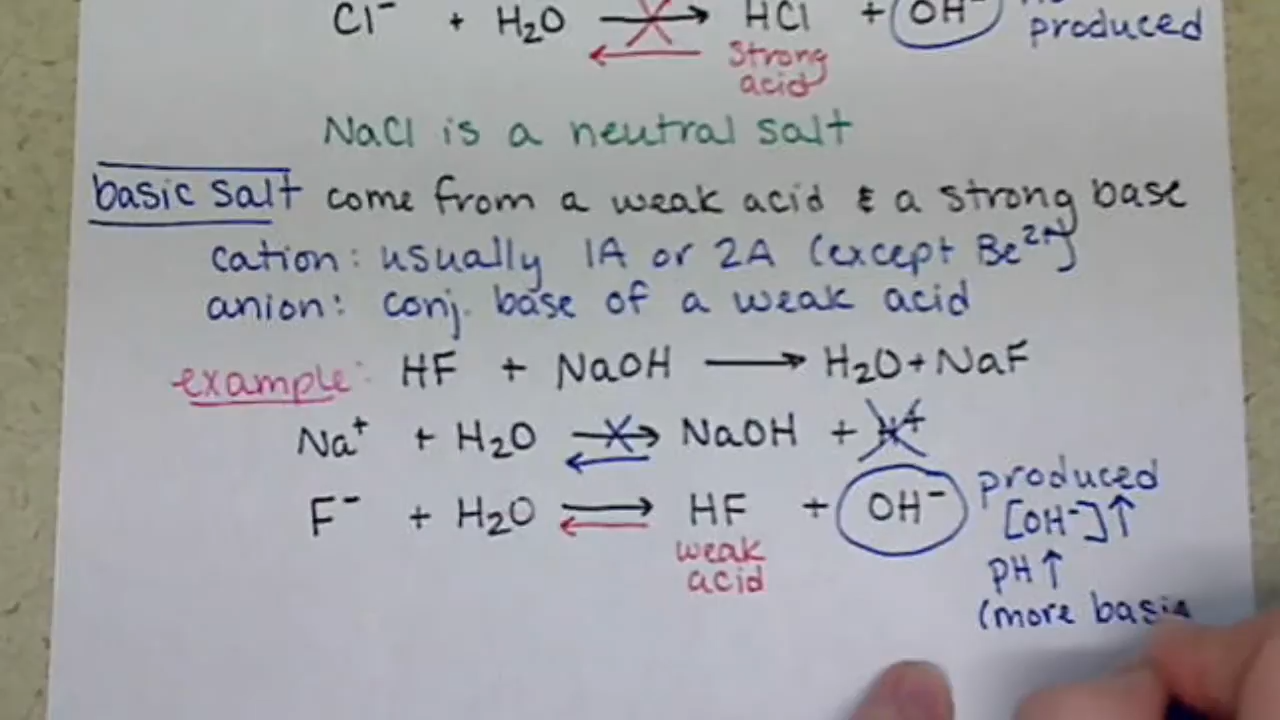 Cl⁻ + H₂O → HCl + OH⁻
produced
strong
acid
NaCl is a neutral salt
basic salt come from a weak acid & a strong base
cation: usually 1A or 2A (except Be²⁺)
anion: conj. base of a weak acid
example: HF + NaOH → H₂O + NaF
Na⁺ + H₂O ⇌ NaOH + H⁺
F⁻ + H₂O ⇌ HF + OH⁻ produced
weak
acid
[OH⁻]↑
pH↑
(more basic